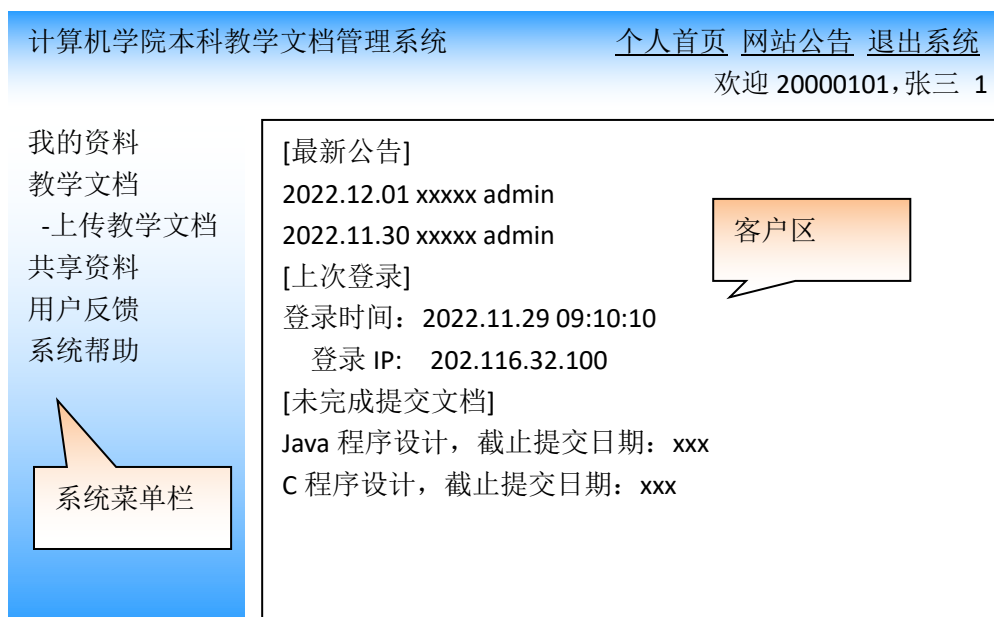 计算机学院本科教学文档管理系统 个人首页 网站公告 退出系统
欢迎 20000101,张三 1
我的资料
教学文档
-上传教学文档
共享资料
用户反馈
系统帮助
系统菜单栏
[最新公告]
2022.12.01 xxxxx admin
2022.11.30 xxxxx admin
[上次登录]
登录时间：2022.11.29 09:10:10
登录 IP: 202.116.32.100
[未完成提交文档]
Java 程序设计，截止提交日期：xxx
C 程序设计，截止提交日期：xxx
客户区